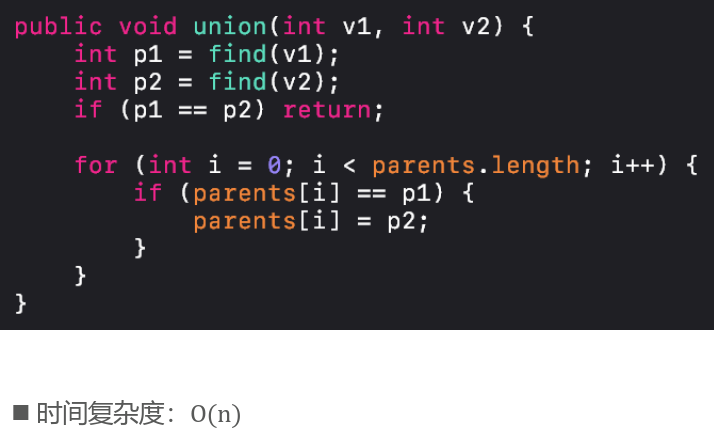 public void union(int v1, int v2) {
    int p1 = find(v1);
    int p2 = find(v2);
    if (p1 == p2) return;

    for (int i = 0; i < parents.length; i++) {
        if (parents[i] == p1) {
            parents[i] = p2;
        }
    }
}
■ 时间复杂度：O(n)